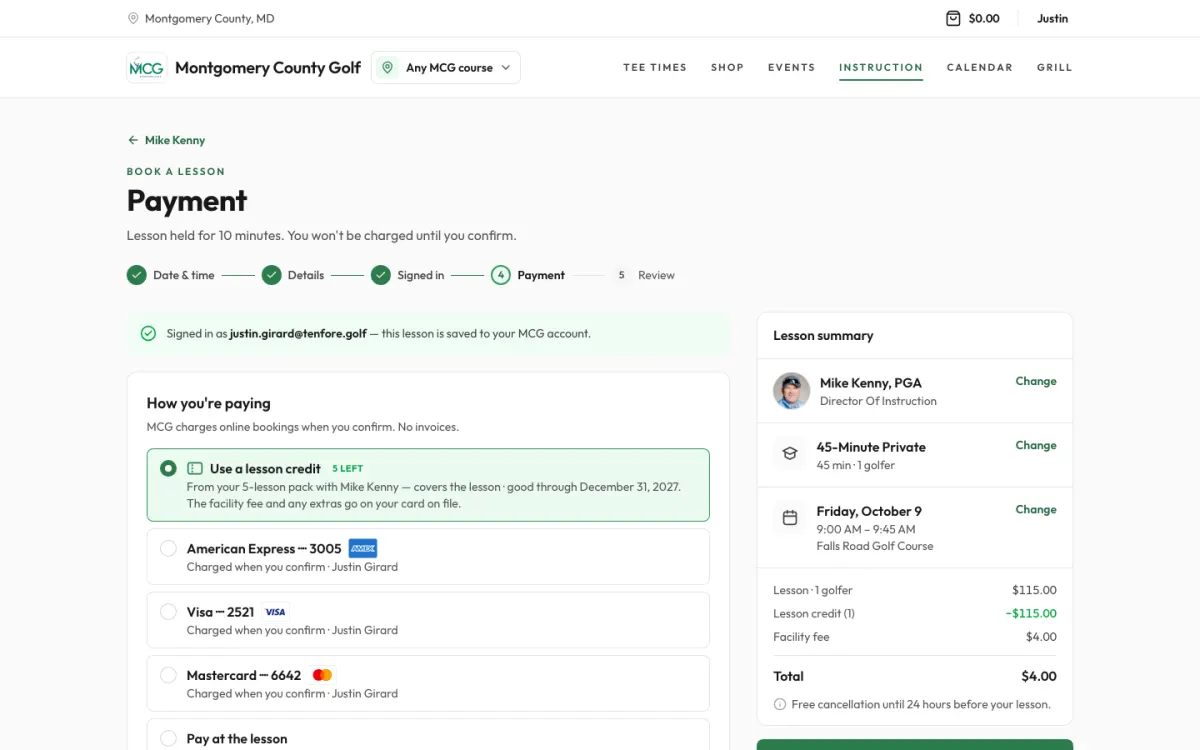 Montgomery County, MD
$0.00
Justin
MCG
Montgomery County Golf
Any MCG course
TEE TIMES
SHOP
EVENTS
INSTRUCTION
CALENDAR
GRILL
← Mike Kenny
BOOK A LESSON
Payment
Lesson held for 10 minutes. You won't be charged until you confirm.
Date & time
Details
Signed in
4 Payment
5 Review
Signed in as justin.girard@tenfore.golf — this lesson is saved to your MCG account.
How you're paying
MCG charges online bookings when you confirm. No invoices.
Use a lesson credit 5 LEFT
From your 5-lesson pack with Mike Kenny — covers the lesson · good through December 31, 2027.
The facility fee and any extras go on your card on file.
American Express ···· 3005 AMEX
Charged when you confirm · Justin Girard
Visa ···· 2521 VISA
Charged when you confirm · Justin Girard
Mastercard ···· 6642
Charged when you confirm · Justin Girard
Pay at the lesson
Lesson summary
Mike Kenny, PGA
Change
Director Of Instruction
45-Minute Private
Change
45 min · 1 golfer
Friday, October 9
Change
9:00 AM – 9:45 AM
Falls Road Golf Course
Lesson · 1 golfer $115.00
Lesson credit (1) −$115.00
Facility fee $4.00
Total $4.00
Free cancellation until 24 hours before your lesson.